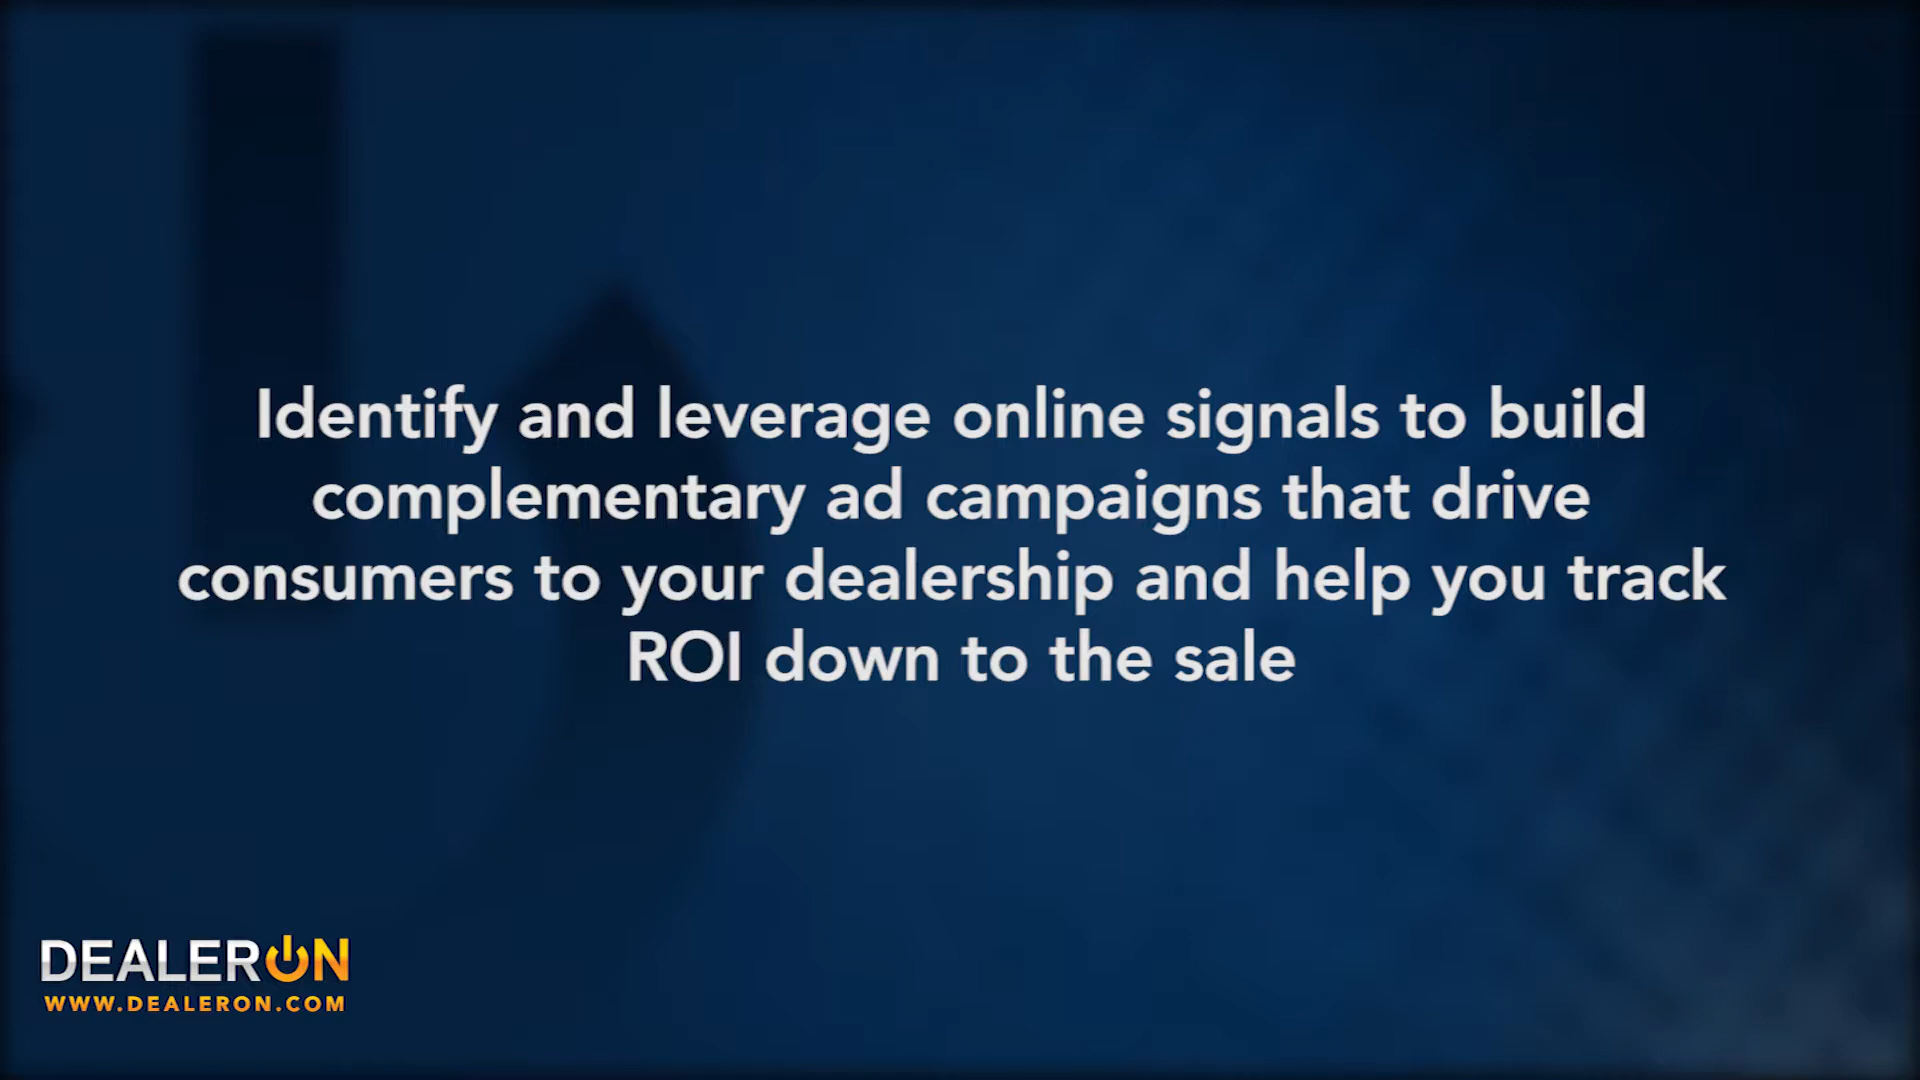 Identify and leverage online signals to build
complementary ad campaigns that drive
consumers to your dealership and help you track
ROI down to the sale
DEALERON
WWW.DEALERON.COM